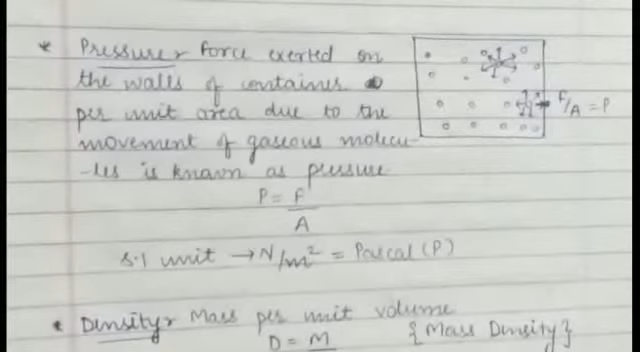 * Pressure → Force exerted on
the walls of container
per unit area due to the
movement of gaseous molecu
-les is known as pressure
F/A = P
P = F
A
S.I unit → N/m² = Pascal (P)
* Density → Mass per unit volume
D = M {Mass Density}